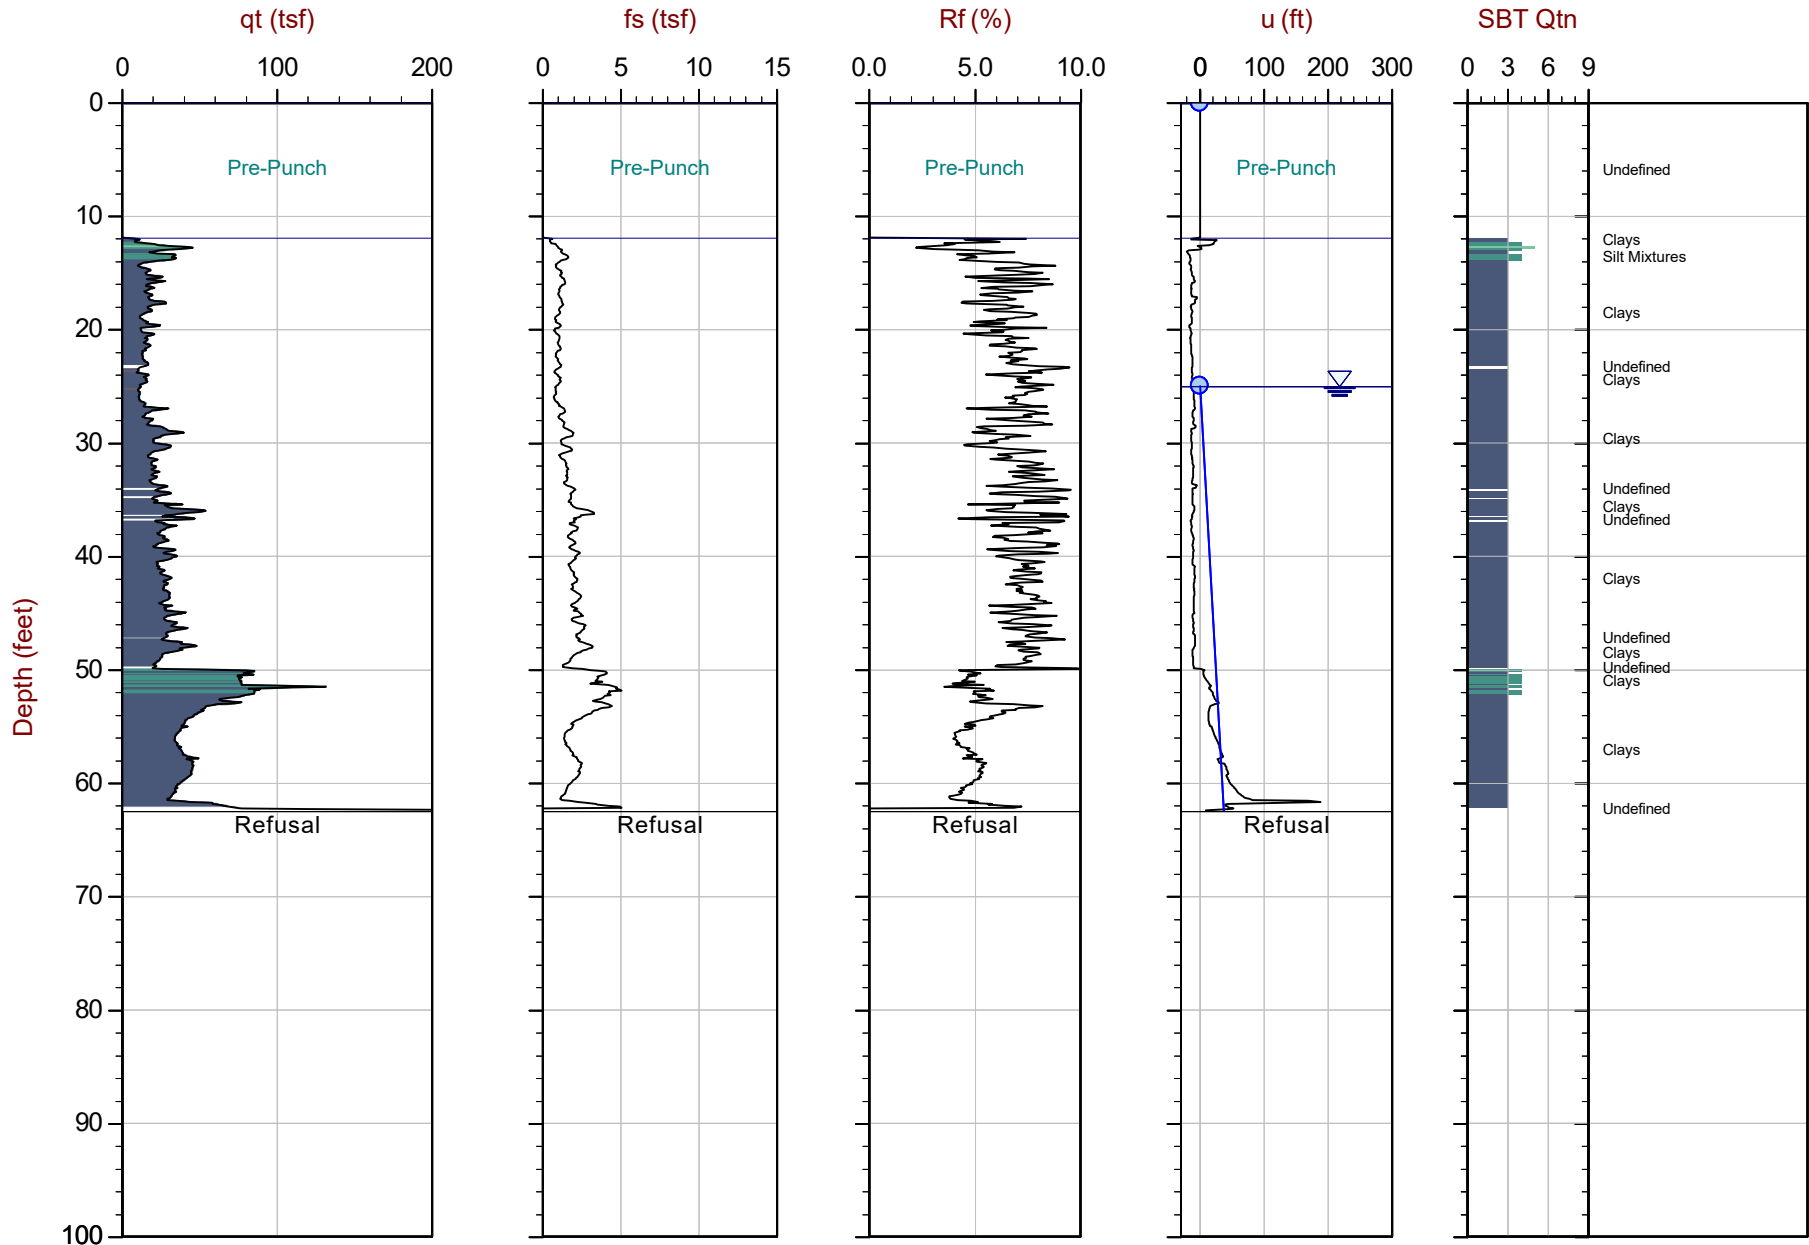 qt (tsf) fs (tsf) Rf (%) u (ft) SBT Qtn
0 100 200 0 5 10 15 0.0 5.0 10.0 0 100 200 300 0 3 6 9
0
Pre-Punch Pre-Punch Pre-Punch Pre-Punch
Undefined
10
Clays
Silt Mixtures
Clays
20
Undefined
Clays
Clays
30
Undefined
Clays
Undefined
40
Clays
Undefined
Clays
Undefined
50
Clays
Depth (feet)
Clays
60
Undefined
Refusal Refusal Refusal Refusal
70
80
90
100